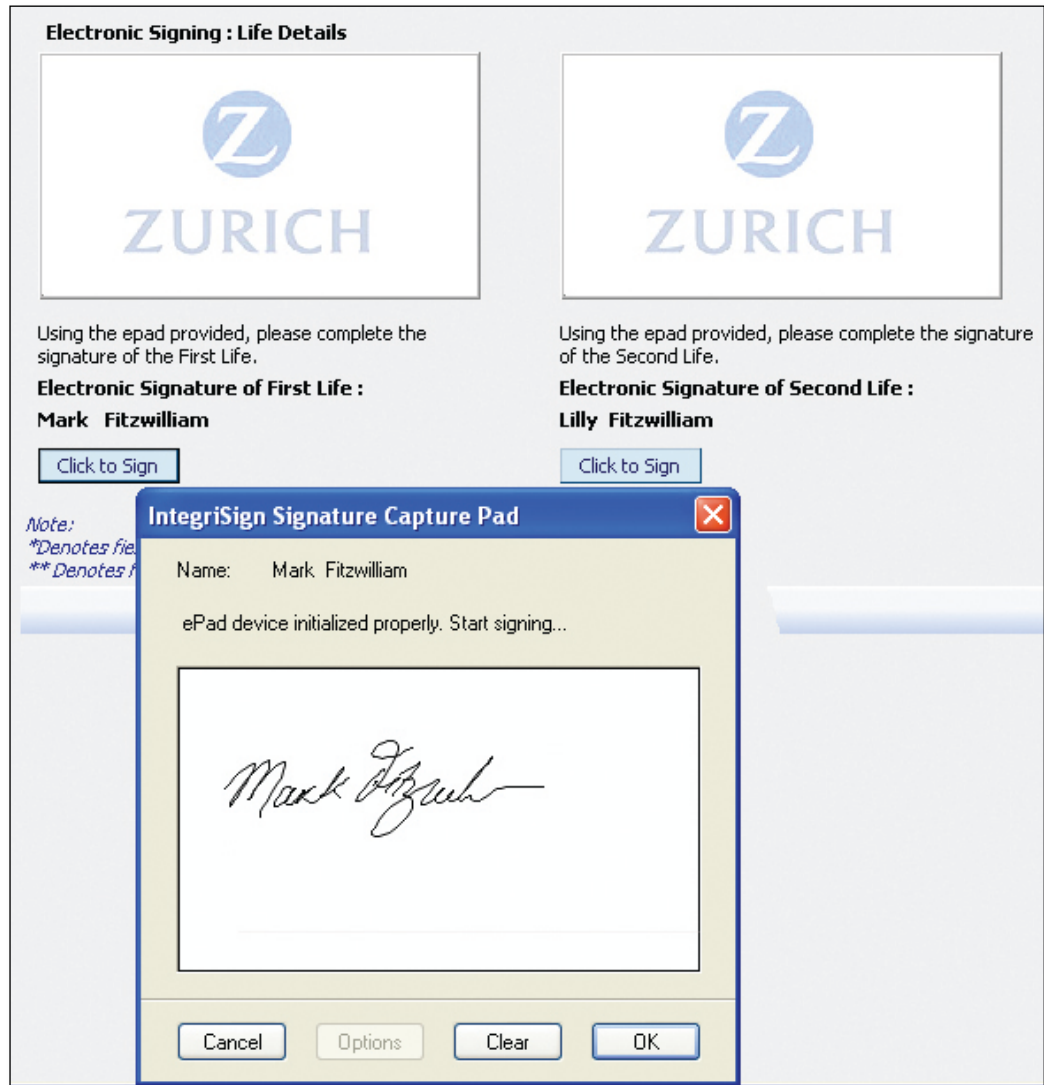 Electronic Signing : Life Details
ZURICH
ZURICH
Using the epad provided, please complete the
signature of the First Life.
Electronic Signature of First Life :
Mark Fitzwilliam
Click to Sign
Using the epad provided, please complete the signature
of the Second Life.
Electronic Signature of Second Life :
Lilly Fitzwilliam
Click to Sign
Note:
*Denotes
** Denotes
IntegriSign Signature Capture Pad
Name: Mark Fitzwilliam
ePad device initialized properly. Start signing...
Mark
Cancel
Options
Clear
OK